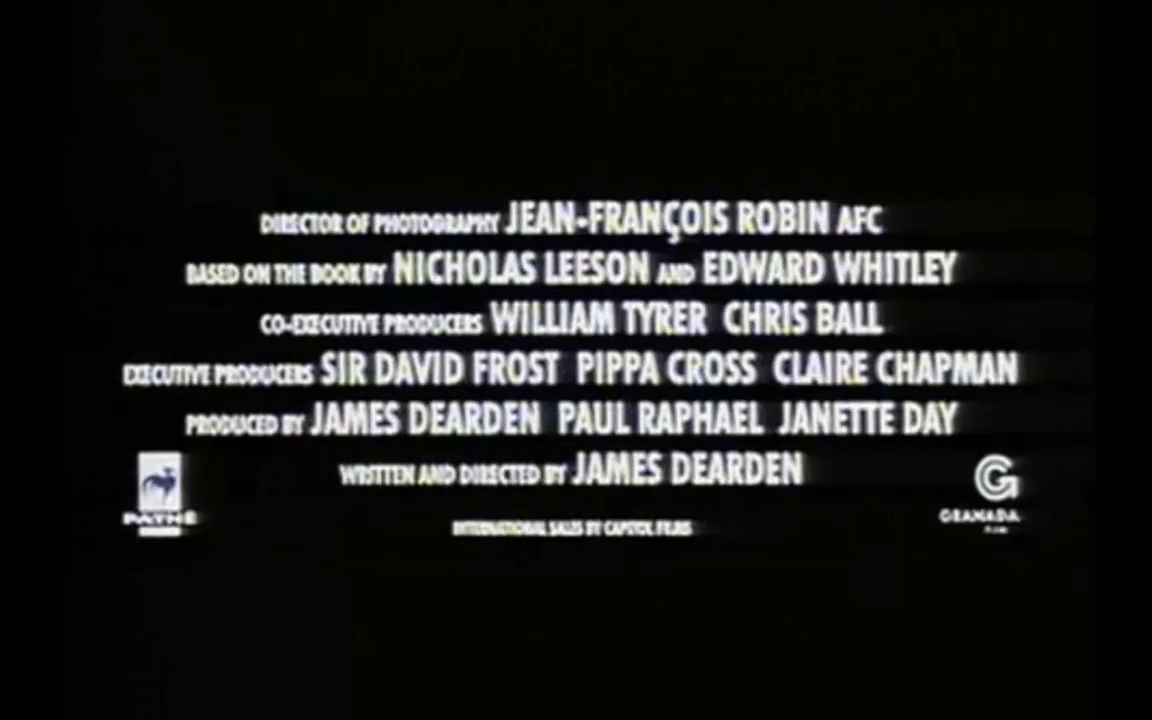 DIRECTOR OF PHOTOGRAPHY JEAN-FRANÇOIS ROBIN AFC
BASED ON THE BOOK BY NICHOLAS LEESON AND EDWARD WHITLEY
CO-EXECUTIVE PRODUCERS WILLIAM TYRER CHRIS BALL
EXECUTIVE PRODUCERS SIR DAVID FROST PIPPA CROSS CLAIRE CHAPMAN
PRODUCED BY JAMES DEARDEN PAUL RAPHAEL JANETTE DAY
WRITTEN AND DIRECTED BY JAMES DEARDEN
PATHÉ
GRANADA
INTERNATIONAL SALES BY CAPITOL FILMS